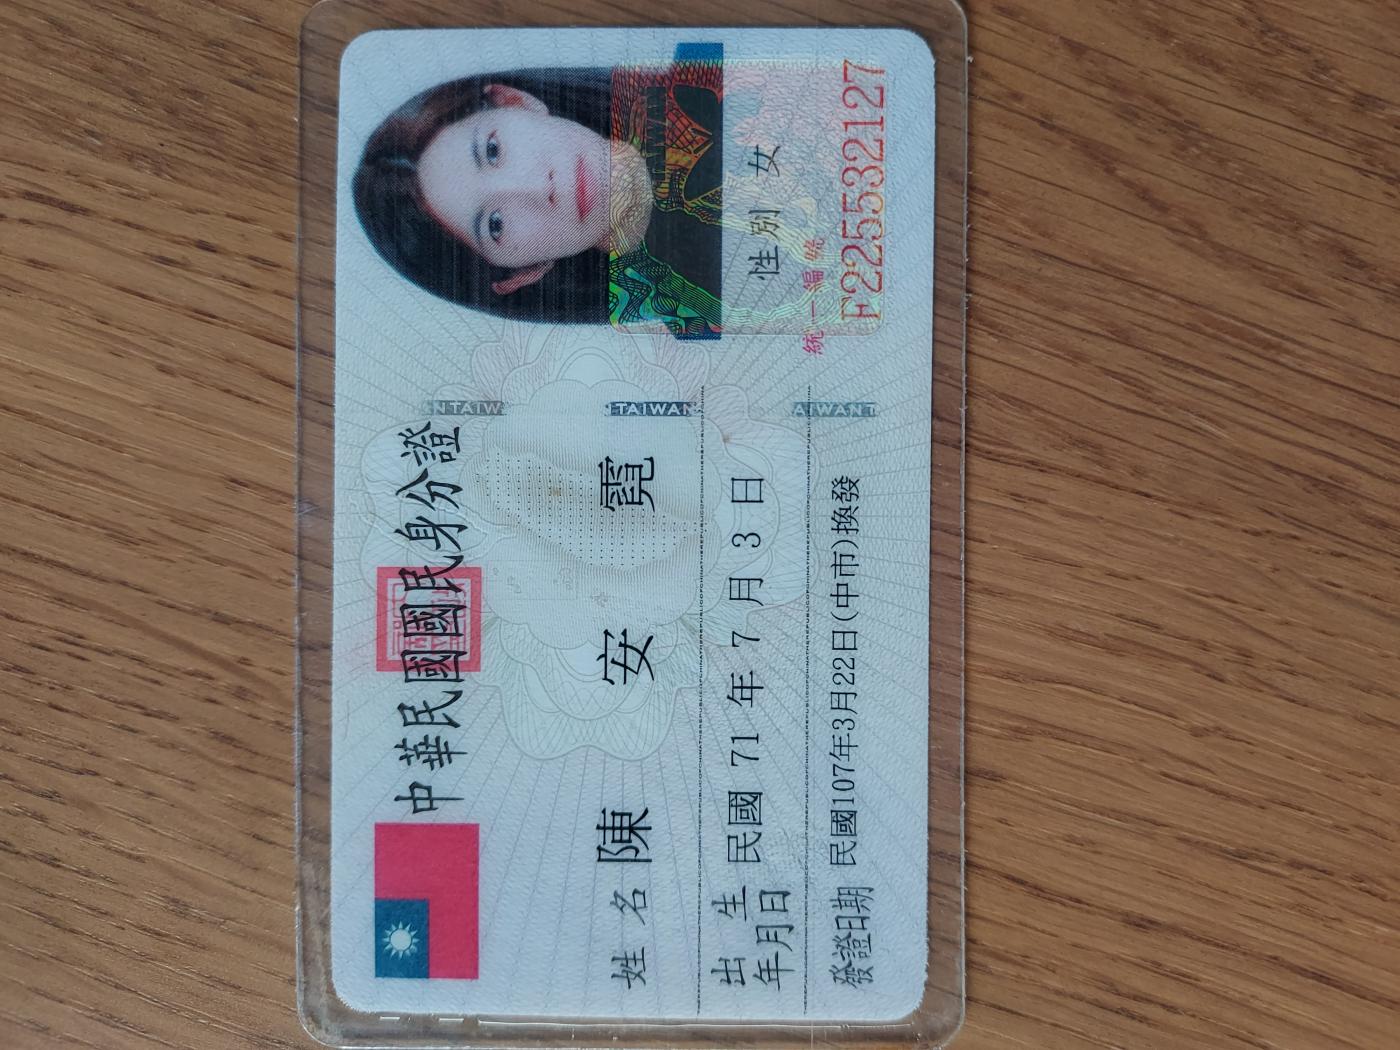 中華民國國民身分證
姓名 陳安霓
出生年月日 民國 71 年 7 月 3 日
發證日期 民國107年3月22日(中市)換發
性別 女
統一編號
F225532127
TAIWAN